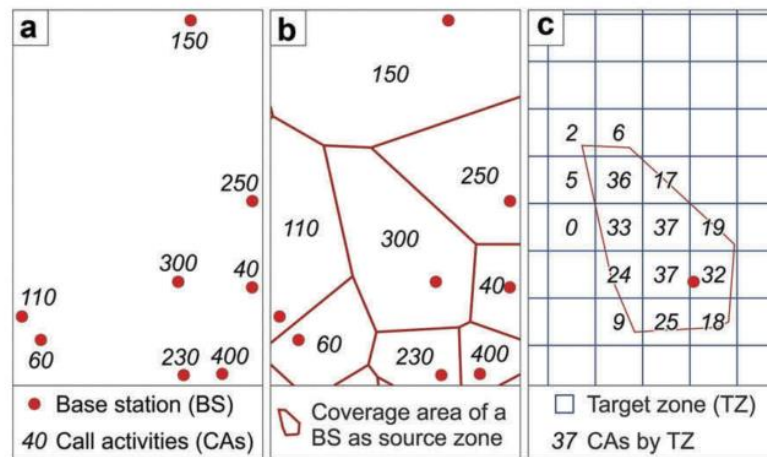 a
150
250
300
40
110
60
230 400
Base station (BS)
40 Call activities (CAs)
b
150
250
110
300
40
60
230
400
Coverage area of a
BS as source zone
c
2 6
5 36 17
0 33 37 19
24 37 32
9 25 18
Target zone (TZ)
37 CAs by TZ